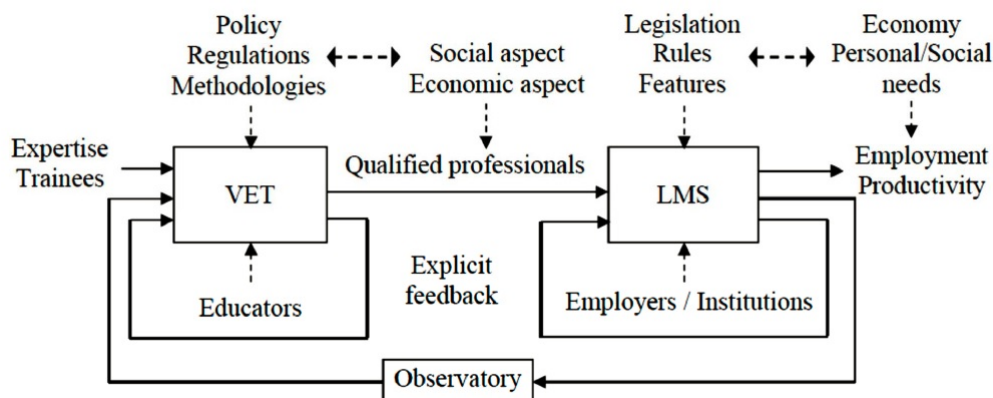 Policy
Regulations
Methodologies
Social aspect
Economic aspect
Legislation
Rules
Features
Economy
Personal/Social
needs
Expertise
Trainees
VET
Qualified professionals
LMS
Employment
Productivity
Educators
Explicit
feedback
Employers / Institutions
Observatory